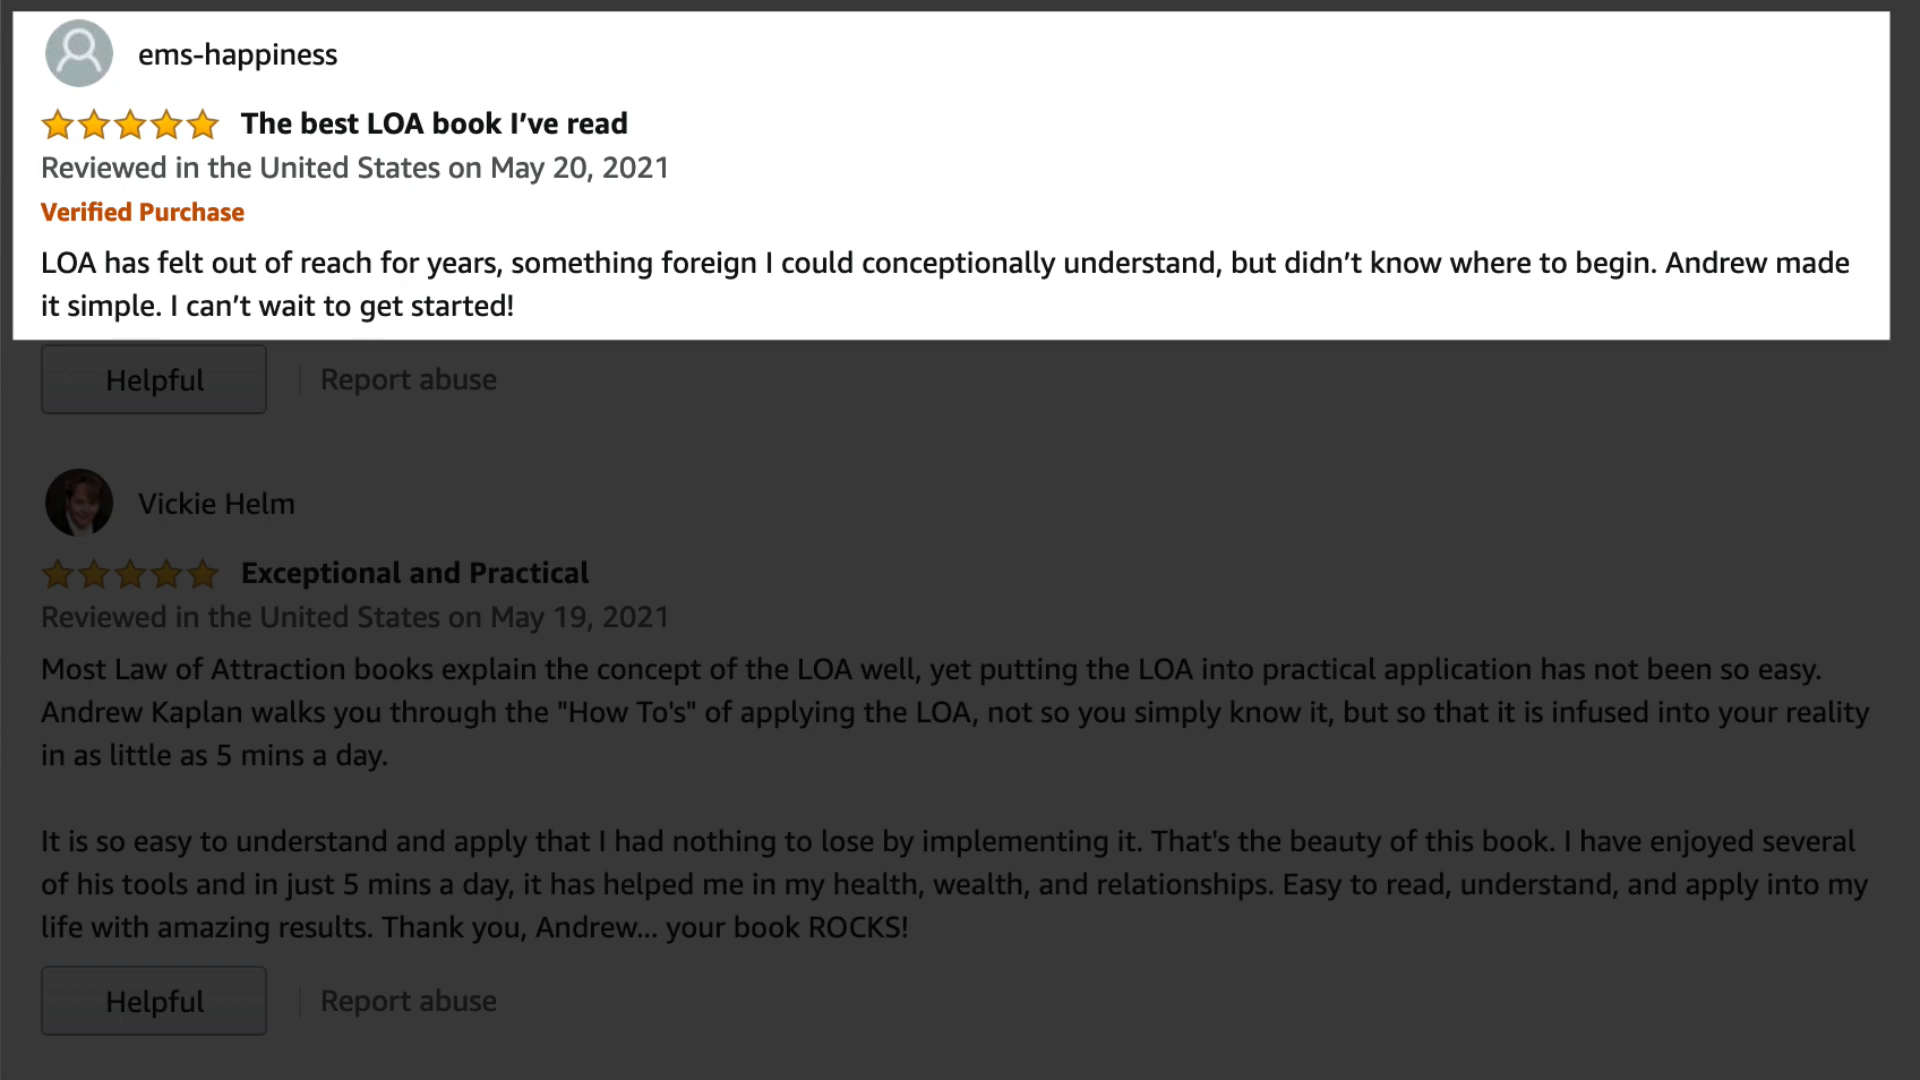 ems-happiness
The best LOA book I’ve read
Reviewed in the United States on May 20, 2021
Verified Purchase
LOA has felt out of reach for years, something foreign I could conceptionally understand, but didn’t know where to begin. Andrew made
it simple. I can’t wait to get started!
Helpful
Report abuse
Vickie Helm
Exceptional and Practical
Reviewed in the United States on May 19, 2021
Most Law of Attraction books explain the concept of the LOA well, yet putting the LOA into practical application has not been so easy.
Andrew Kaplan walks you through the "How To's" of applying the LOA, not so you simply know it, but so that it is infused into your reality
in as little as 5 mins a day.
It is so easy to understand and apply that I had nothing to lose by implementing it. That's the beauty of this book. I have enjoyed several
of his tools and in just 5 mins a day, it has helped me in my health, wealth, and relationships. Easy to read, understand, and apply into my
life with amazing results. Thank you, Andrew... your book ROCKS!
Helpful
Report abuse